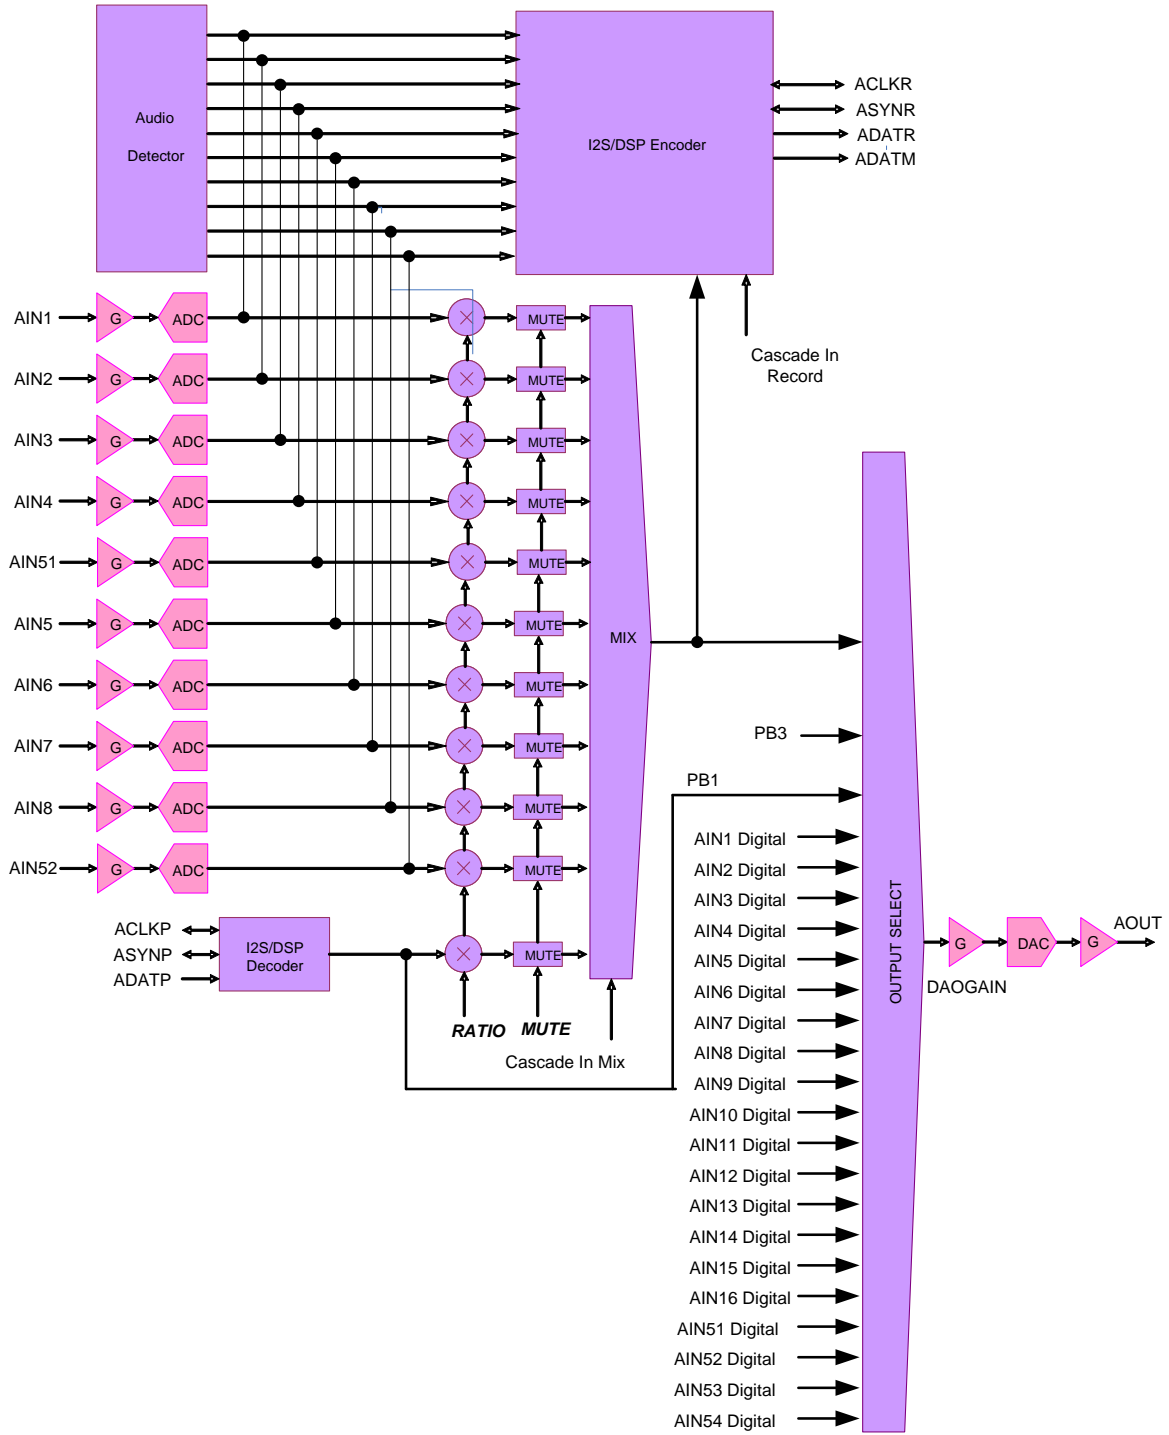 Audio
Detector
I2S/DSP Encoder
ACLKR
ASYNR
ADATR
ADATM
Cascade In
Record
AIN1
G
ADC
MUTE
AIN2
G
ADC
MUTE
AIN3
G
ADC
MUTE
AIN4
G
ADC
MUTE
AIN51
G
ADC
MUTE
AIN5
G
ADC
MUTE
AIN6
G
ADC
MUTE
AIN7
G
ADC
MUTE
AIN8
G
ADC
MUTE
AIN52
G
ADC
MUTE
MIX
ACLKP
ASYNP
ADATP
I2S/DSP
Decoder
MUTE
RATIO
MUTE
Cascade In Mix
PB3
PB1
AIN1 Digital
AIN2 Digital
AIN3 Digital
AIN4 Digital
AIN5 Digital
AIN6 Digital
AIN7 Digital
AIN8 Digital
AIN9 Digital
AIN10 Digital
AIN11 Digital
AIN12 Digital
AIN13 Digital
AIN14 Digital
AIN15 Digital
AIN16 Digital
AIN51 Digital
AIN52 Digital
AIN53 Digital
AIN54 Digital
OUTPUT SELECT
G
DAC
G
AOUT
DAOGAIN